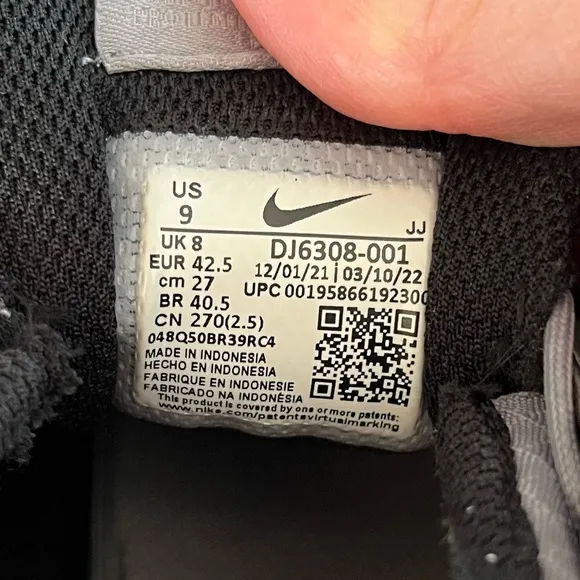 US
9
JJ
UK 8
DJ6308-001
EUR 42.5
12/01/21 | 03/10/22
cm 27
UPC 00195866192300
BR 40.5
CN 270(2.5)
048Q50BR39RC4
MADE IN INDONESIA
HECHO EN INDONESIA
FABRIQUE EN INDONESIE
FABRICADO NA INDONÉSIA
This product is covered by one or more patents:
www.nike.com/patentsvirtualmarking